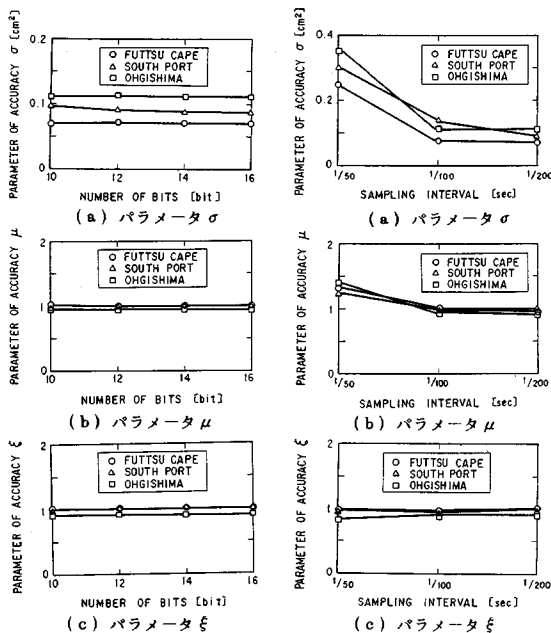 PARAMETER OF ACCURACY σ [cm²]
0.2
0.1
0
FUTTSU CAPE
SOUTH PORT
OHGISHIMA
10 12 14 16
NUMBER OF BITS [bit]
(a) パラメータσ
PARAMETER OF ACCURACY σ [cm²]
0.4
0.2
0
FUTTSU CAPE
SOUTH PORT
OHGISHIMA
1/50 1/100 1/200
SAMPLING INTERVAL [sec]
(a) パラメータσ
PARAMETER OF ACCURACY μ
2
1
0
FUTTSU CAPE
SOUTH PORT
OHGISHIMA
10 12 14 16
NUMBER OF BITS [bit]
(b) パラメータμ
PARAMETER OF ACCURACY μ
2
1
0
FUTTSU CAPE
SOUTH PORT
OHGISHIMA
1/50 1/100 1/200
SAMPLING INTERVAL [sec]
(b) パラメータμ
PARAMETER OF ACCURACY ξ
2
1
0
FUTTSU CAPE
SOUTH PORT
OHGISHIMA
10 12 14 16
NUMBER OF BITS [bit]
(c) パラメータξ
PARAMETER OF ACCURACY ξ
2
1
0
FUTTSU CAPE
SOUTH PORT
OHGISHIMA
1/50 1/100 1/200
SAMPLING INTERVAL [sec]
(c) パラメータξ